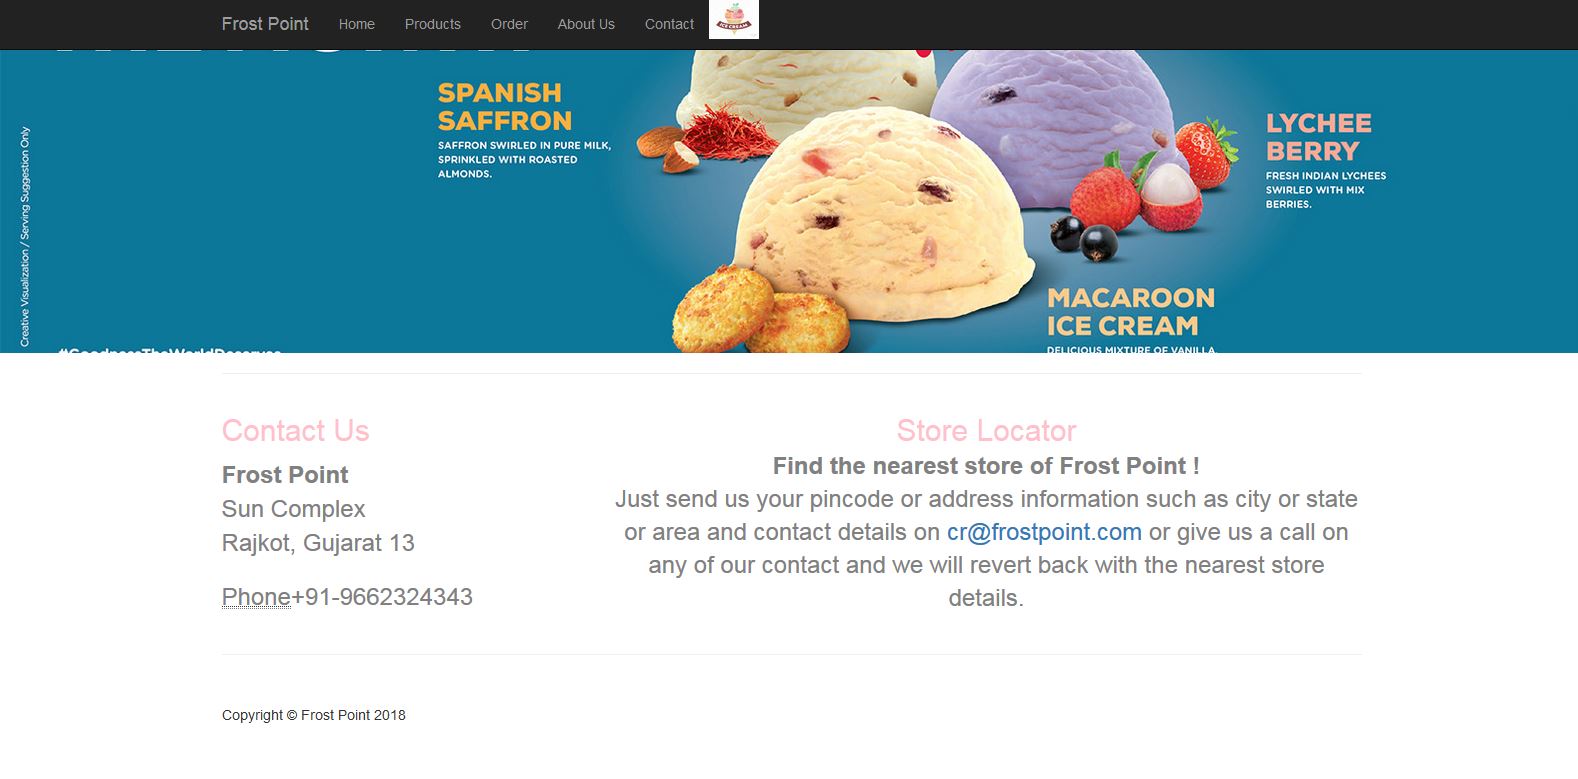 Frost Point Home Products Order About Us Contact
ICE CREAM
SPANISH
SAFFRON
SAFFRON SWIRLED IN PURE MILK,
SPRINKLED WITH ROASTED
ALMONDS.
LYCHEE
BERRY
FRESH INDIAN LYCHEES
SWIRLED WITH MIX
BERRIES.
MACAROON
ICE CREAM
DELICIOUS MIXTURE OF VANILLA
Creative Visualization / Serving Suggestion Only
#GoodnessTheWorldDeserves
Contact Us
Frost Point
Sun Complex
Rajkot, Gujarat 13
Phone+91-9662324343
Store Locator
Find the nearest store of Frost Point !
Just send us your pincode or address information such as city or state
or area and contact details on cr@frostpoint.com or give us a call on
any of our contact and we will revert back with the nearest store
details.
Copyright © Frost Point 2018